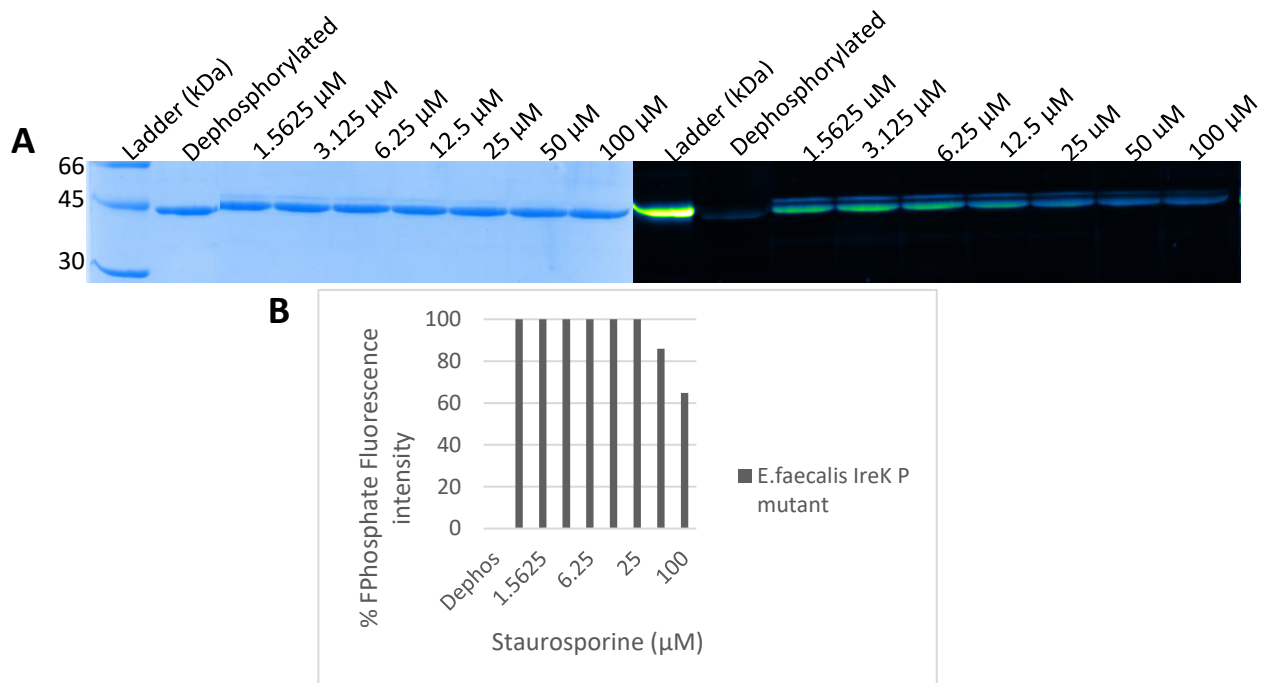 A
Ladder (kDa)
Dephosphorylated
1.5625 µM
3.125 µM
6.25 µM
12.5 µM
25 µM
50 µM
100 µM
Ladder (kDa)
Dephosphorylated
1.5625 µM
3.125 µM
6.25 µM
12.5 µM
25 µM
50 µM
100 µM
66
45
30
B
% FPhosphate Fluorescence
intensity
100
80
60
40
20
0
Dephos
1.5625
6.25
25
100
Staurosporine (µM)
E.faecalis IreK P
mutant